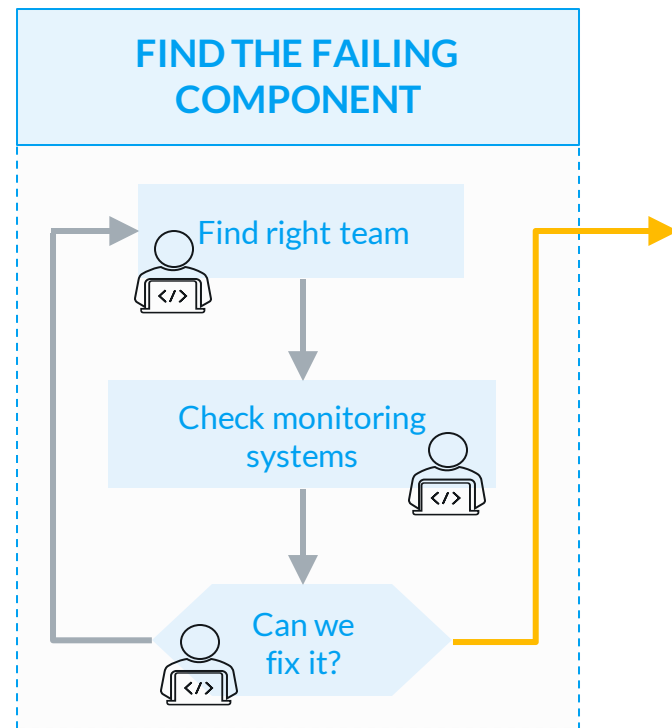 FIND THE FAILING
COMPONENT
Find right team
</>
Check monitoring
systems
</>
Can we
fix it?
</>